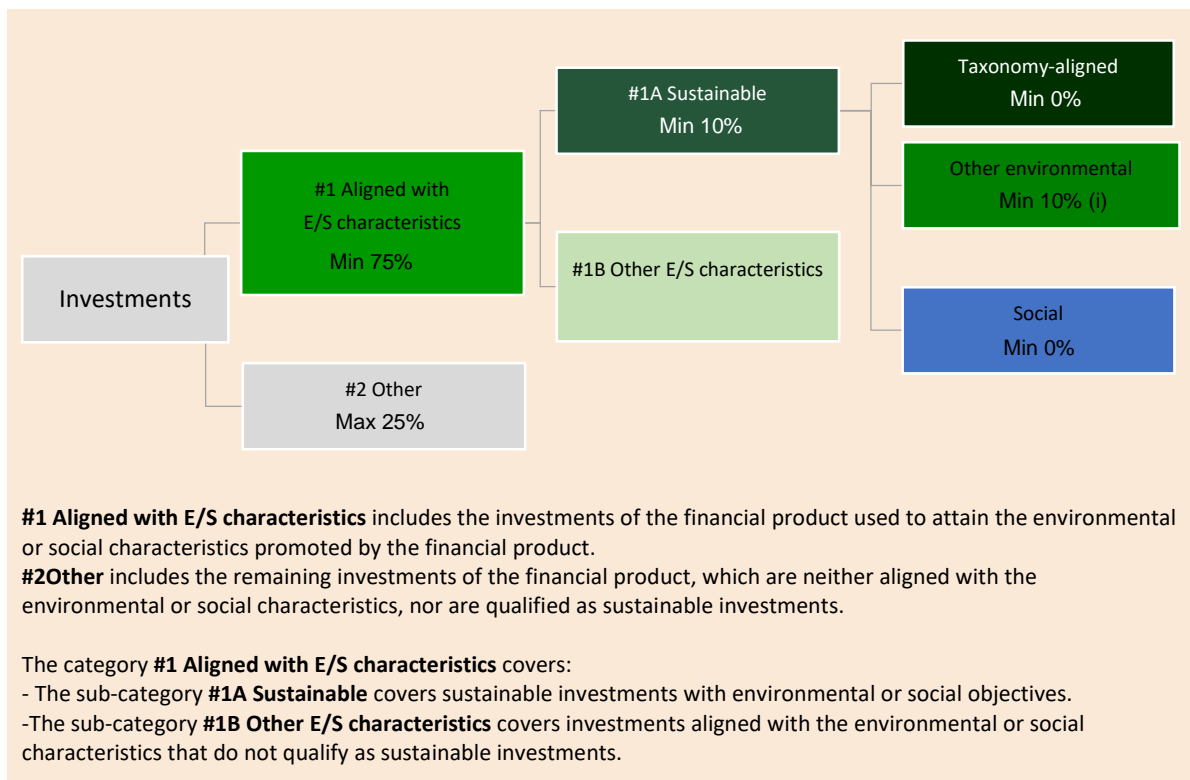 Investments
#1 Aligned with
E/S characteristics
Min 75%
#2 Other
Max 25%
#1A Sustainable
Min 10%
#1B Other E/S characteristics
Taxonomy-aligned
Min 0%
Other environmental
Min 10% (i)
Social
Min 0%
#1 Aligned with E/S characteristics includes the investments of the financial product used to attain the environmental
or social characteristics promoted by the financial product.
#2Other includes the remaining investments of the financial product, which are neither aligned with the
environmental or social characteristics, nor are qualified as sustainable investments.
The category #1 Aligned with E/S characteristics covers:
- The sub-category #1A Sustainable covers sustainable investments with environmental or social objectives.
-The sub-category #1B Other E/S characteristics covers investments aligned with the environmental or social
characteristics that do not qualify as sustainable investments.